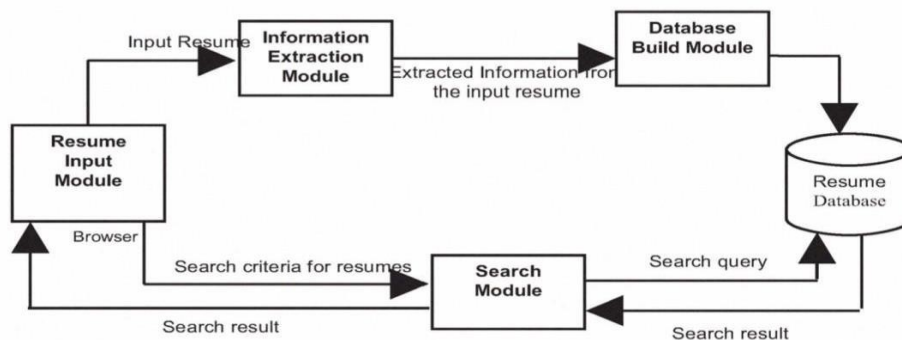 Input Resume
Information
Extraction
Module
Extracted Information from
the input resume
Database
Build Module
Resume
Input
Module
Browser
Resume
Database
Search criteria for resumes
Search
Module
Search query
Search result
Search result